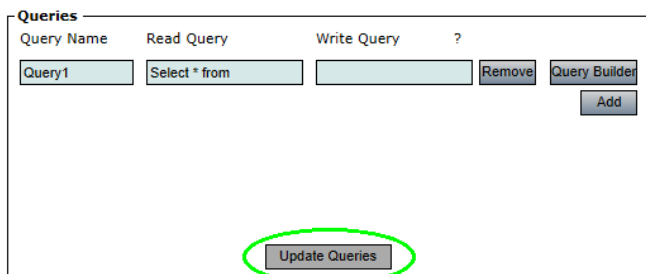 Queries
Query Name Read Query Write Query ?
Query1 Select * from Remove Query Builder
Add
Update Queries